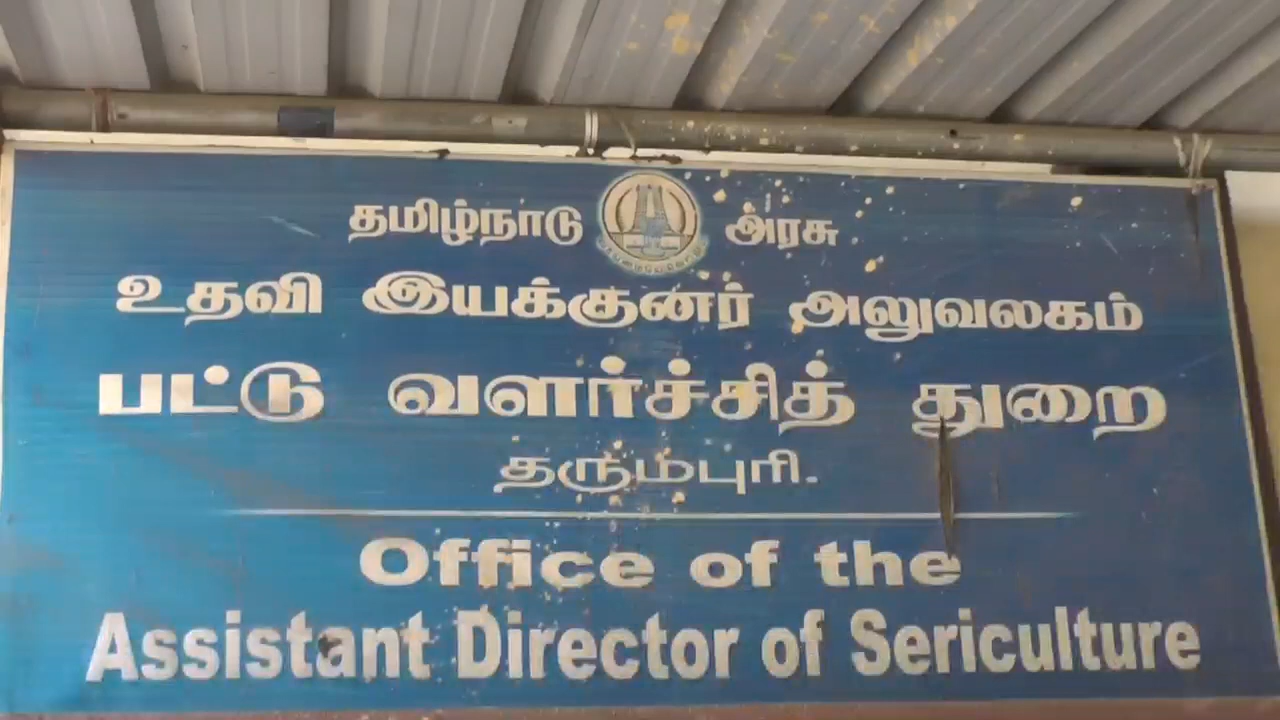 தமிழ்நாடு அரசு
உதவி இயக்குனர் அலுவலகம்
பட்டு வளர்ச்சித் துறை
தருமபுரி.
Office of the
Assistant Director of Sericulture